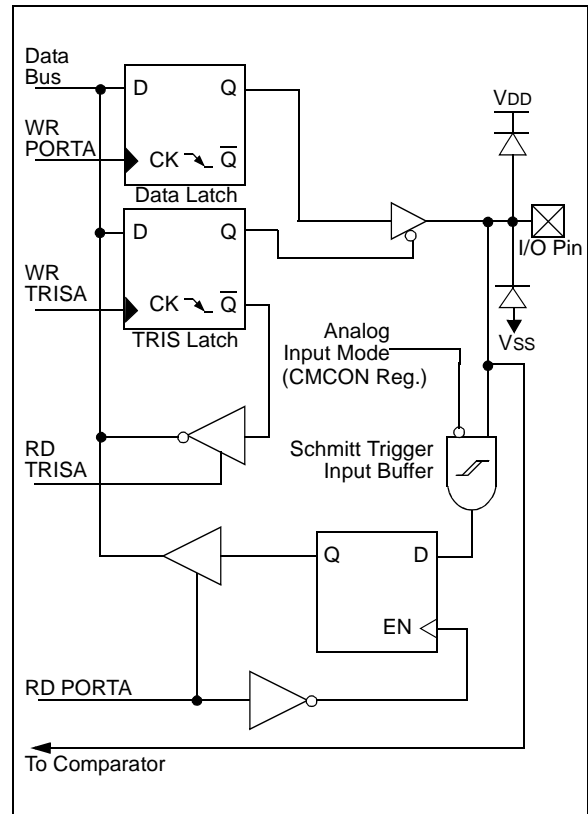 Data
Bus
D Q
VDD
WR
PORTA
CK Q
Data Latch
D Q
I/O Pin
WR
TRISA
CK Q
TRIS Latch
VSS
Analog
Input Mode
(CMCON Reg.)
Schmitt Trigger
Input Buffer
RD
TRISA
Q D
EN
RD PORTA
To Comparator